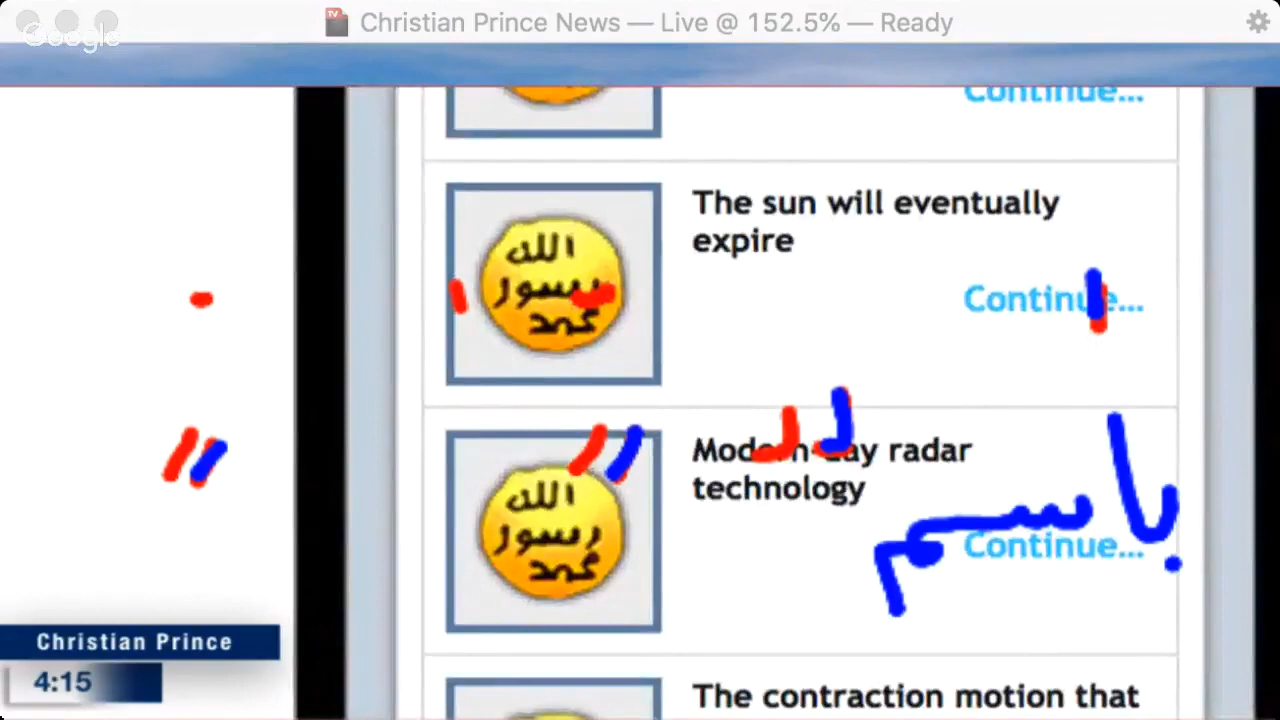 Christian Prince News — Live @ 152.5% — Ready
Google
Continue...
الله
رسول
محمد
The sun will eventually
expire
Continue...
الله
رسول
محمد
Modern-day radar
technology
Continue...
باسم
Christian Prince
4:15
The contraction motion that